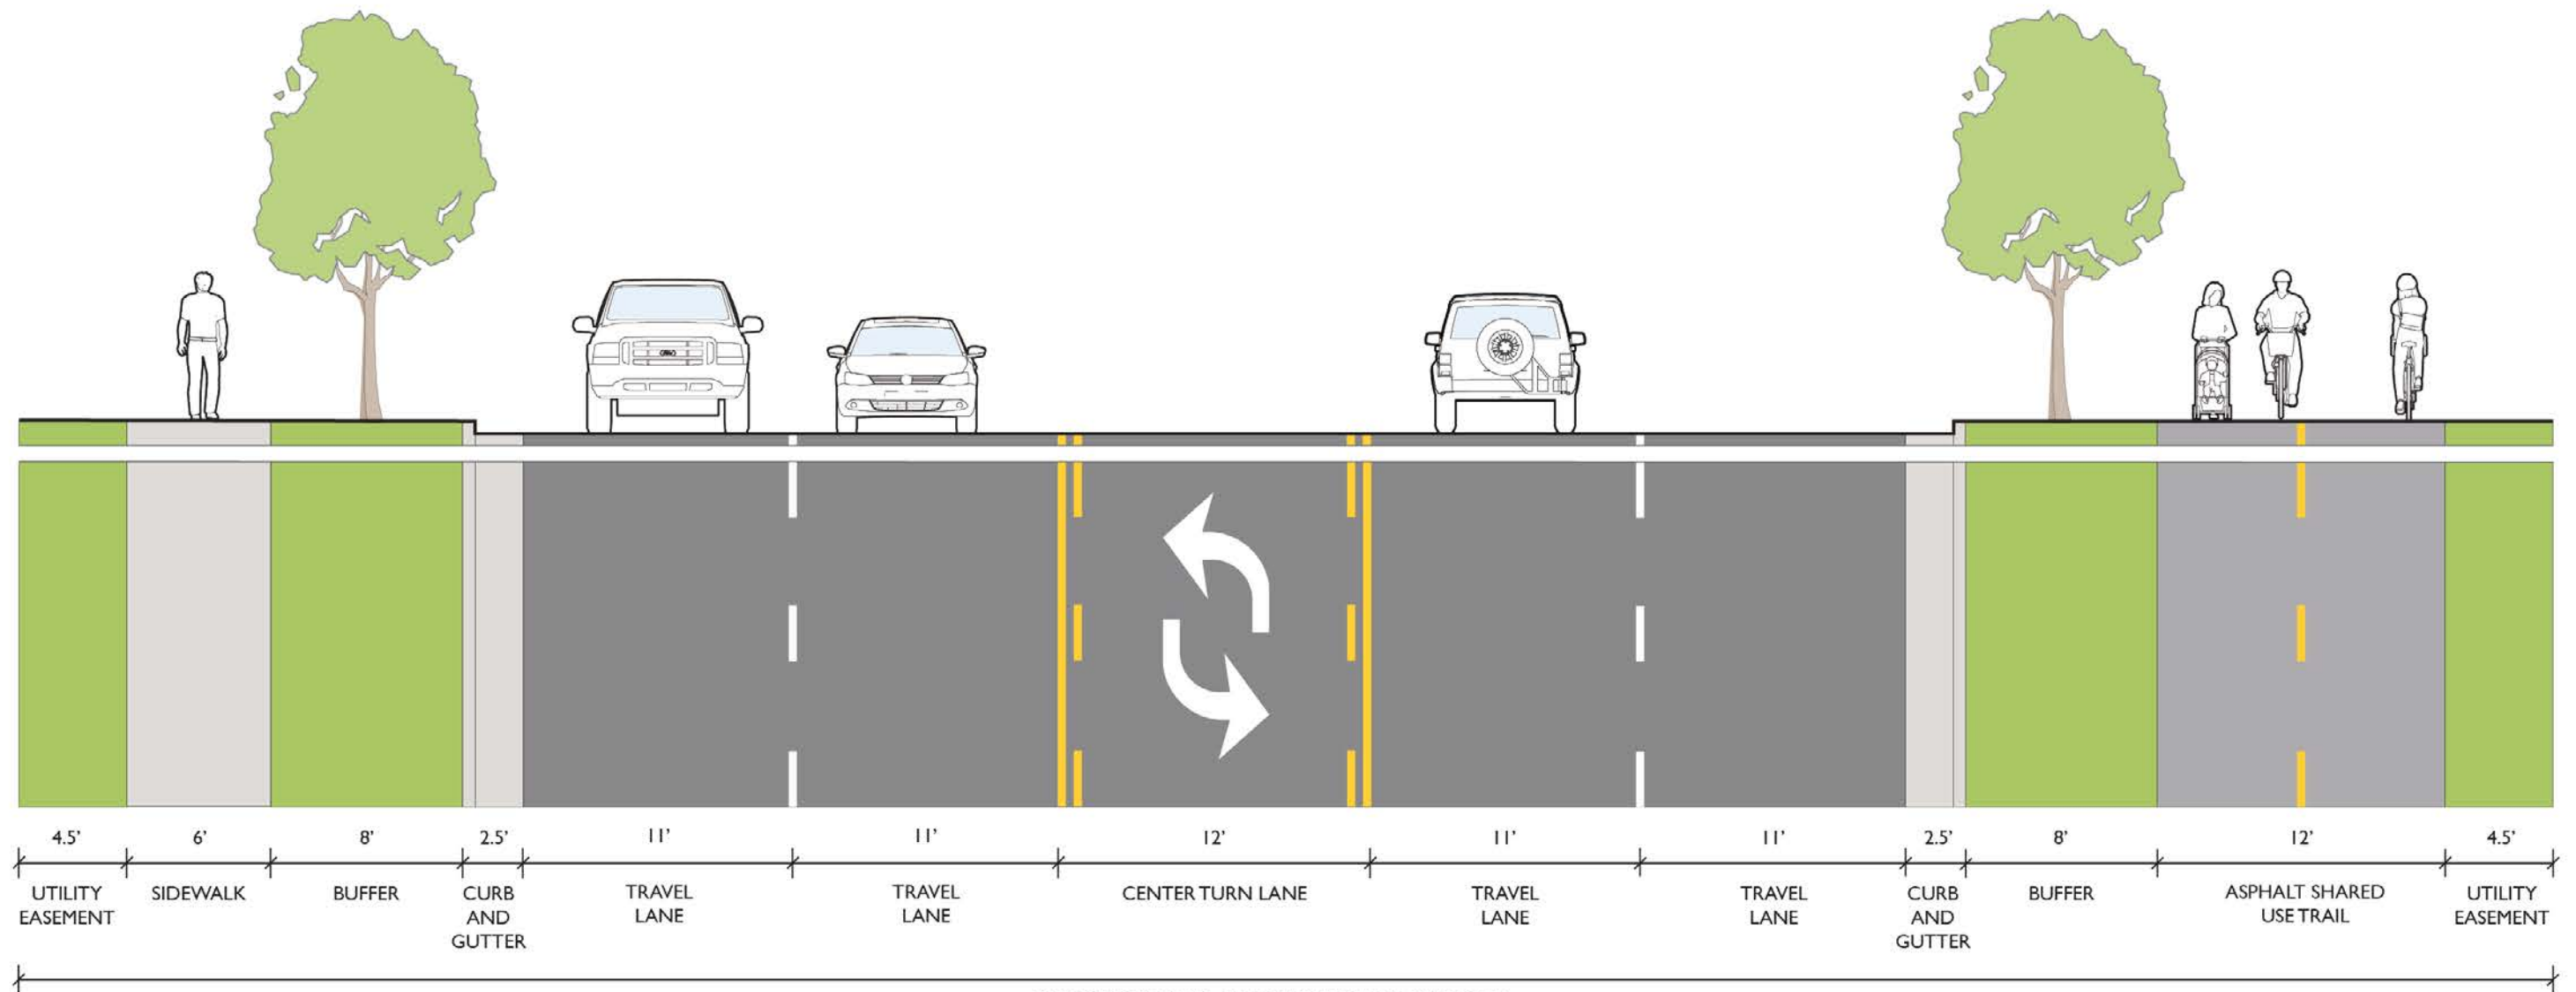 4.5' 6' 8' 2.5' 11' 11' 12' 11' 11' 2.5' 8' 12' 4.5'
UTILITY EASEMENT
SIDEWALK
BUFFER
CURB AND GUTTER
TRAVEL LANE
TRAVEL LANE
CENTER TURN LANE
TRAVEL LANE
TRAVEL LANE
CURB AND GUTTER
BUFFER
ASPHALT SHARED USE TRAIL
UTILITY EASEMENT